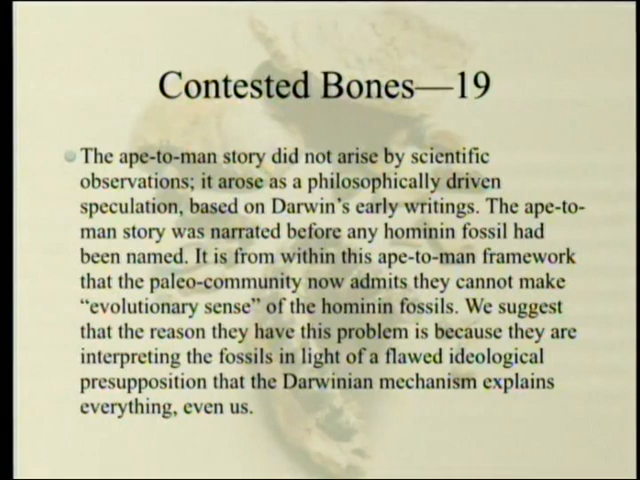 Contested Bones—19
The ape-to-man story did not arise by scientific
observations; it arose as a philosophically driven
speculation, based on Darwin's early writings. The ape-to-
man story was narrated before any hominin fossil had
been named. It is from within this ape-to-man framework
that the paleo-community now admits they cannot make
“evolutionary sense” of the hominin fossils. We suggest
that the reason they have this problem is because they are
interpreting the fossils in light of a flawed ideological
presupposition that the Darwinian mechanism explains
everything, even us.